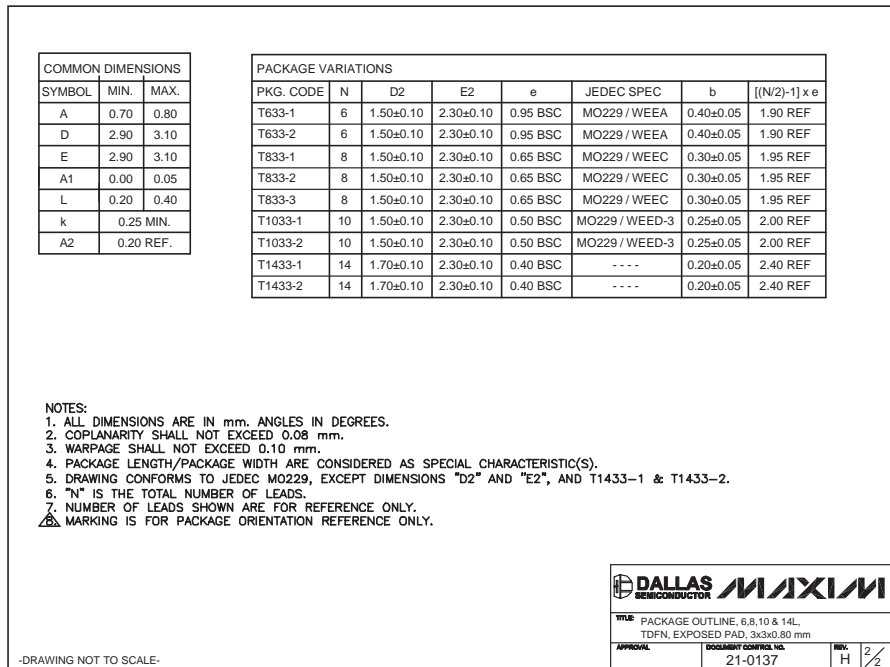 COMMON DIMENSIONS
SYMBOL MIN. MAX.
A 0.70 0.80
D 2.90 3.10
E 2.90 3.10
A1 0.00 0.05
L 0.20 0.40
k 0.25 MIN.
A2 0.20 REF.
PACKAGE VARIATIONS
PKG. CODE N D2 E2 e JEDEC SPEC b [(N/2)-1] x e
T633-1 6 1.50±0.10 2.30±0.10 0.95 BSC MO229 / WEEA 0.40±0.05 1.90 REF
T633-2 6 1.50±0.10 2.30±0.10 0.95 BSC MO229 / WEEA 0.40±0.05 1.90 REF
T833-1 8 1.50±0.10 2.30±0.10 0.65 BSC MO229 / WEEC 0.30±0.05 1.95 REF
T833-2 8 1.50±0.10 2.30±0.10 0.65 BSC MO229 / WEEC 0.30±0.05 1.95 REF
T833-3 8 1.50±0.10 2.30±0.10 0.65 BSC MO229 / WEEC 0.30±0.05 1.95 REF
T1033-1 10 1.50±0.10 2.30±0.10 0.50 BSC MO229 / WEED-3 0.25±0.05 2.00 REF
T1033-2 10 1.50±0.10 2.30±0.10 0.50 BSC MO229 / WEED-3 0.25±0.05 2.00 REF
T1433-1 14 1.70±0.10 2.30±0.10 0.40 BSC - - - - 0.20±0.05 2.40 REF
T1433-2 14 1.70±0.10 2.30±0.10 0.40 BSC - - - - 0.20±0.05 2.40 REF
NOTES:
1. ALL DIMENSIONS ARE IN mm. ANGLES IN DEGREES.
2. COPLANARITY SHALL NOT EXCEED 0.08 mm.
3. WARPAGE SHALL NOT EXCEED 0.10 mm.
4. PACKAGE LENGTH/PACKAGE WIDTH ARE CONSIDERED AS SPECIAL CHARACTERISTIC(S).
5. DRAWING CONFORMS TO JEDEC MO229, EXCEPT DIMENSIONS "D2" AND "E2", AND T1433-1 & T1433-2.
6. "N" IS THE TOTAL NUMBER OF LEADS.
7. NUMBER OF LEADS SHOWN ARE FOR REFERENCE ONLY.
8. MARKING IS FOR PACKAGE ORIENTATION REFERENCE ONLY.
DALLAS SEMICONDUCTOR MAXIM
TITLE: PACKAGE OUTLINE, 6,8,10 & 14L,
TDFN, EXPOSED PAD, 3x3x0.80 mm
APPROVAL DOCUMENT CONTROL NO. REV.
21-0137 H 2/2
-DRAWING NOT TO SCALE-